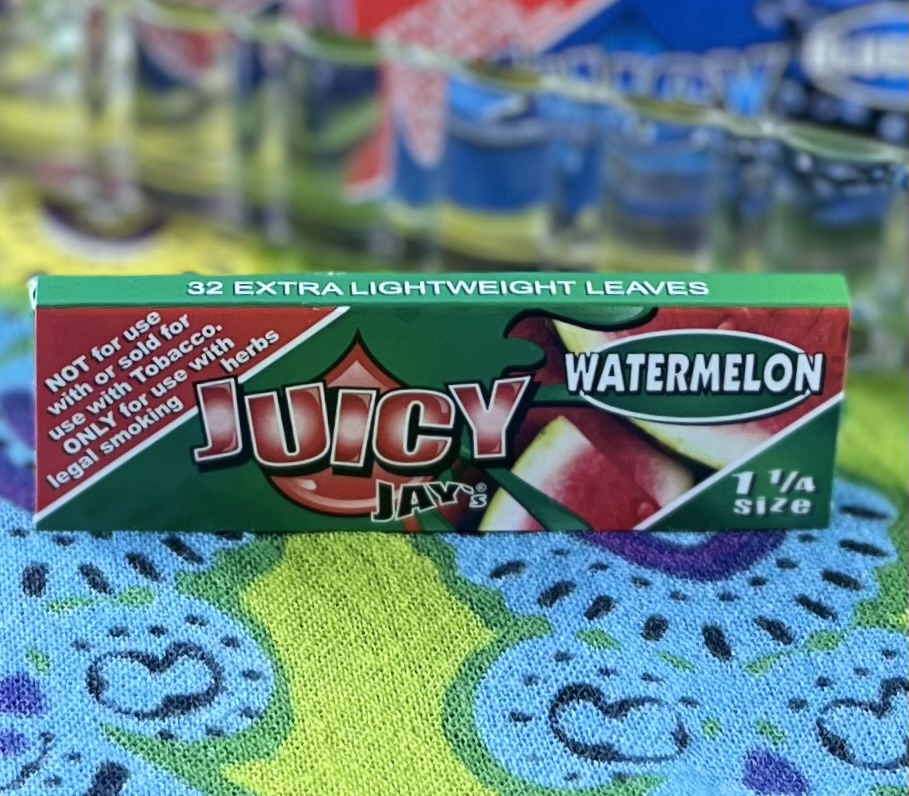 32 EXTRA LIGHTWEIGHT LEAVES
NOT for use
with or sold for
use with Tobacco.
ONLY for use with
legal smoking herbs
JUICY
JAY's®
WATERMELON
1 1/4
size